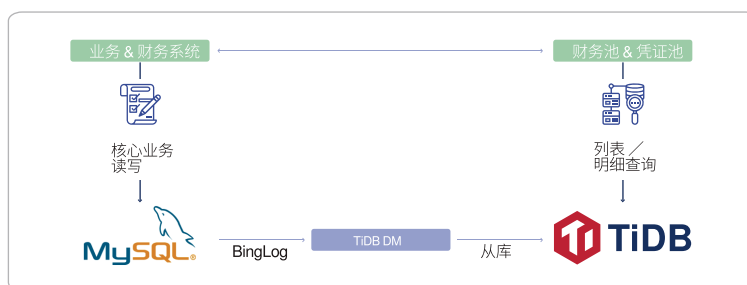 业务 & 财务系统
财务池 & 凭证池
核心业务
读写
列表 ／
明细查询
MySQL®
BingLog
TiDB DM
从库
TiDB